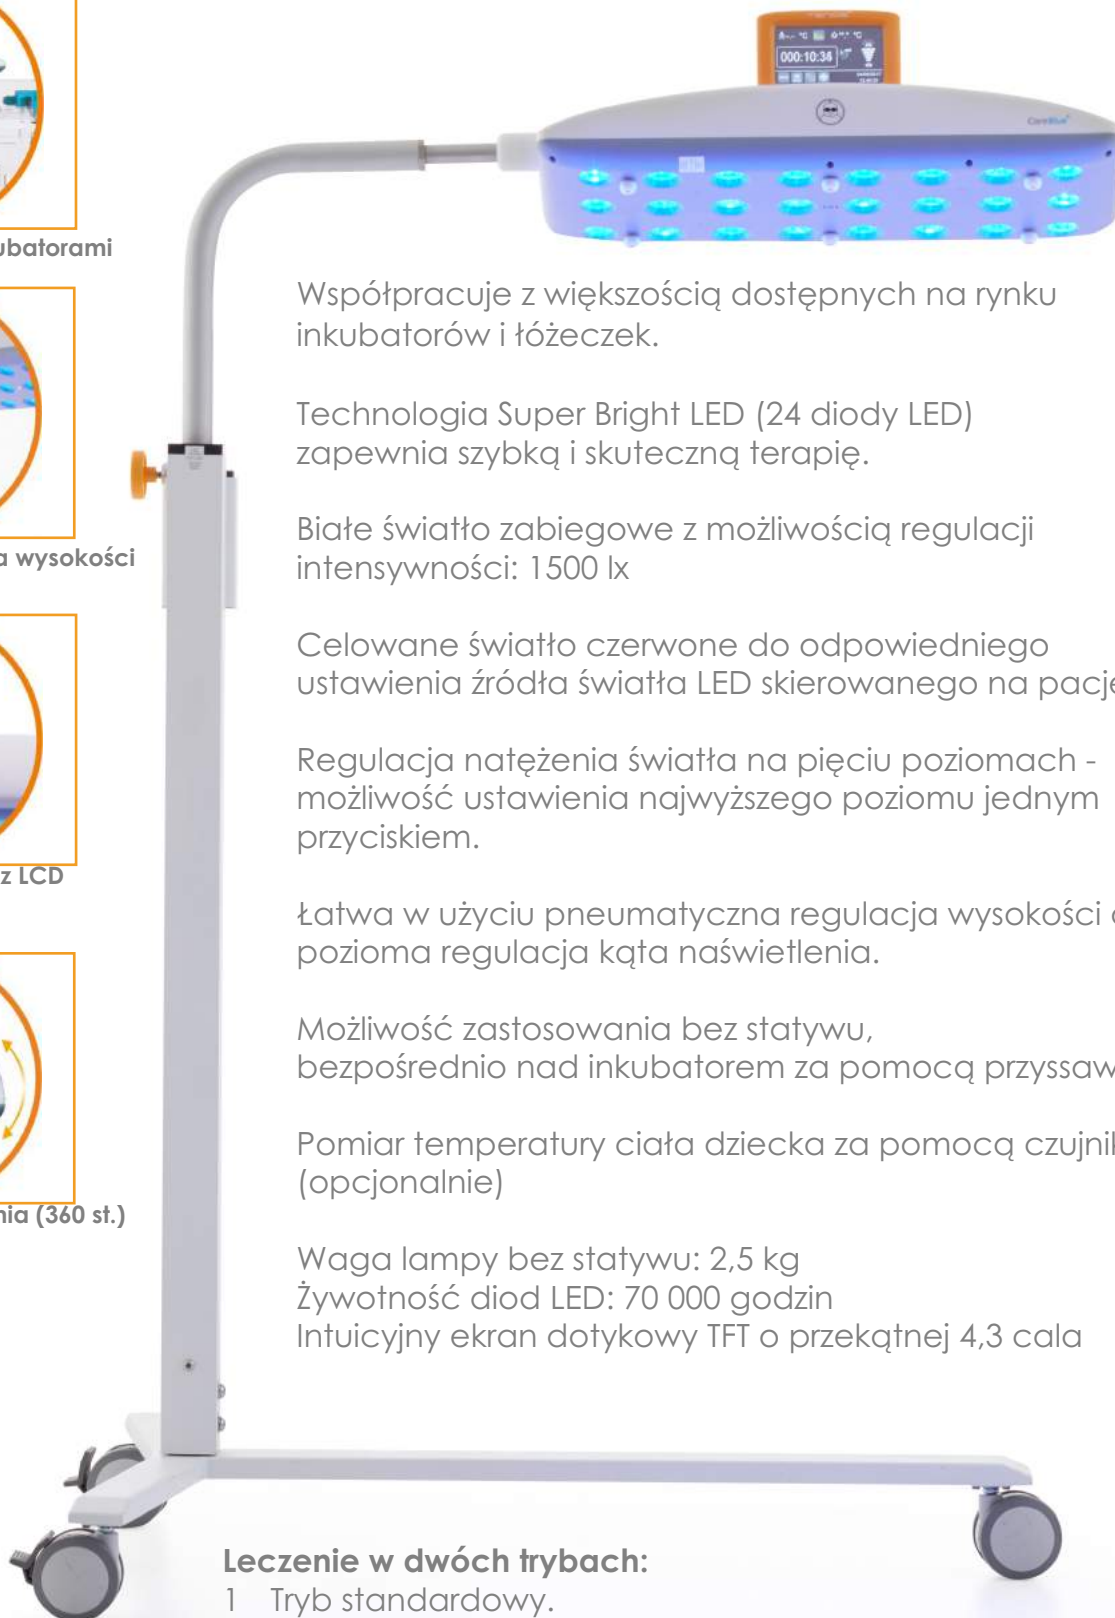 000:10:36
CareBlue
ubatorami
a wysokości
z LCD
nia (360 st.)
Współpracuje z większością dostępnych na rynku
inkubatorów i łóżeczek.
Technologia Super Bright LED (24 diody LED)
zapewnia szybką i skuteczną terapię.
Białe światło zabiegowe z możliwością regulacji
intensywności: 1500 lx
Celowane światło czerwone do odpowiedniego
ustawienia źródła światła LED skierowanego na pacje
Regulacja natężenia światła na pięciu poziomach -
możliwość ustawienia najwyższego poziomu jednym
przyciskiem.
Łatwa w użyciu pneumatyczna regulacja wysokości
pozioma regulacja kąta naświetlenia.
Możliwość zastosowania bez statywu,
bezpośrednio nad inkubatorem za pomocą przyssaw
Pomiar temperatury ciała dziecka za pomocą czujnik
(opcjonalnie)
Waga lampy bez statywu: 2,5 kg
Żywotność diod LED: 70 000 godzin
Intuicyjny ekran dotykowy TFT o przekątnej 4,3 cala
Leczenie w dwóch trybach:
1 Tryb standardowy.